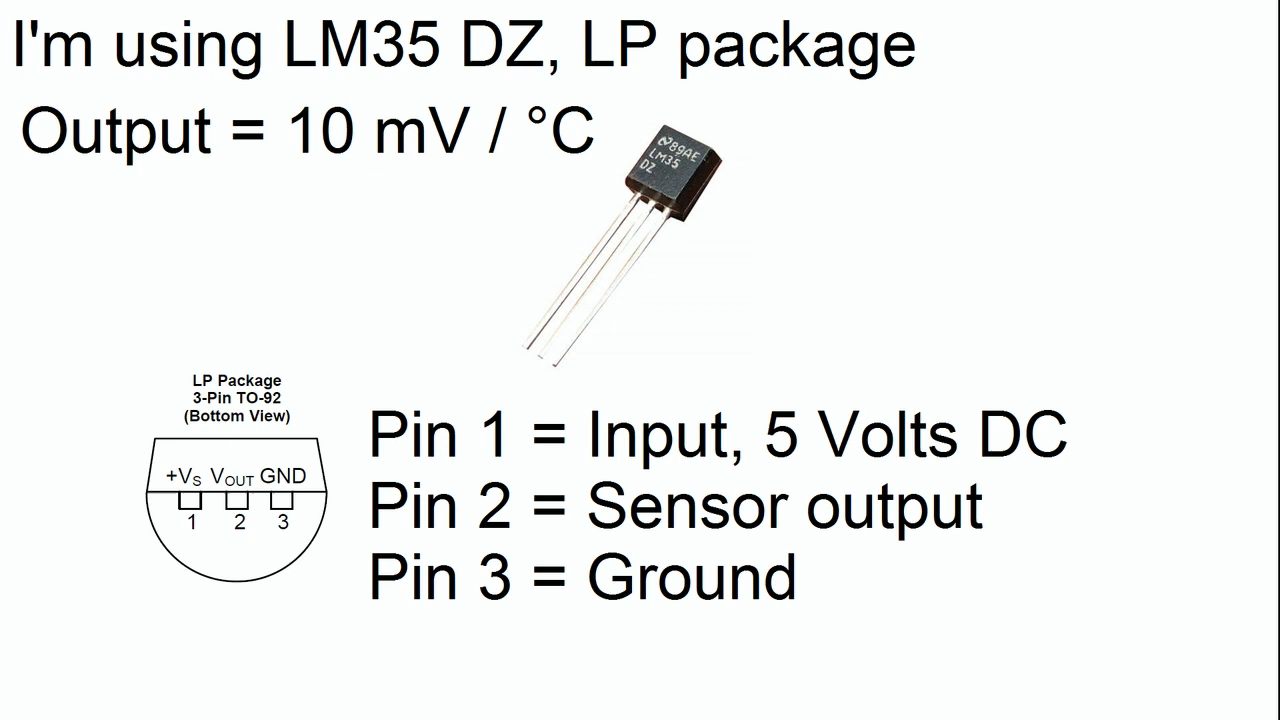 I'm using LM35 DZ, LP package
Output = 10 mV / °C
89AE
LM35
DZ
LP Package
3-Pin TO-92
(Bottom View)
+VS VOUT GND
1 2 3
Pin 1 = Input, 5 Volts DC
Pin 2 = Sensor output
Pin 3 = Ground